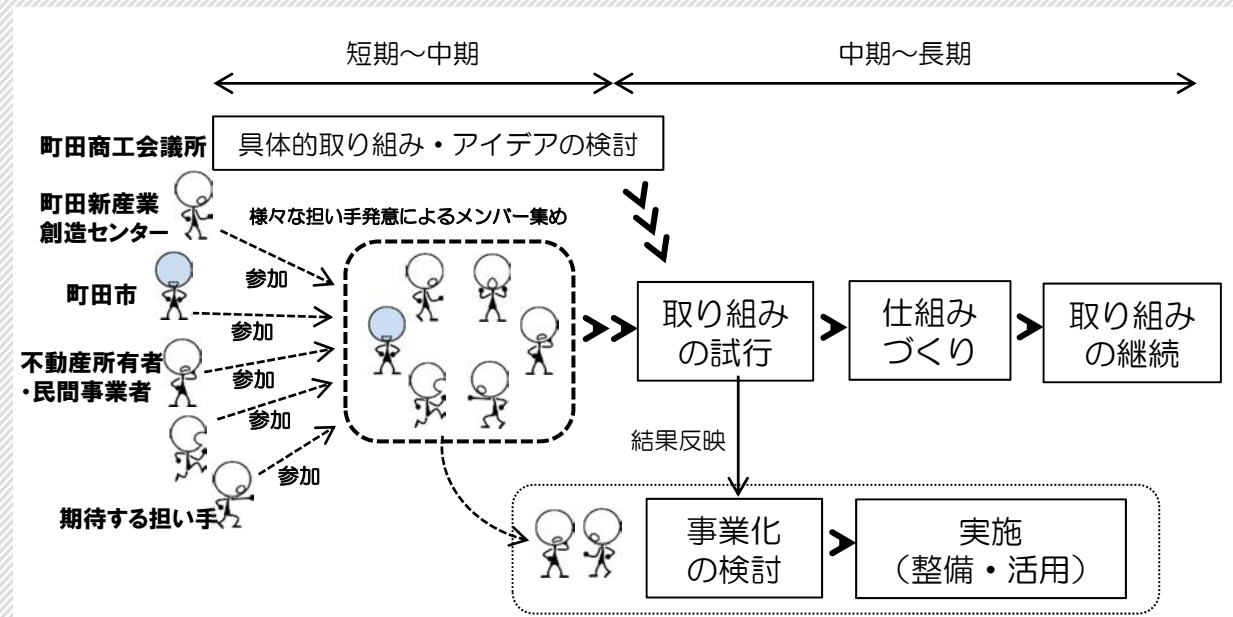 短期～中期
中期～長期
町田商工会議所
具体的取り組み・アイデアの検討
町田新産業
創造センター
様々な担い手発意によるメンバー集め
参加
町田市
参加
不動産所有者
・民間事業者
参加
参加
参加
期待する担い手
取り組み
の試行
仕組み
づくり
取り組み
の継続
結果反映
事業化
の検討
実施
（整備・活用）